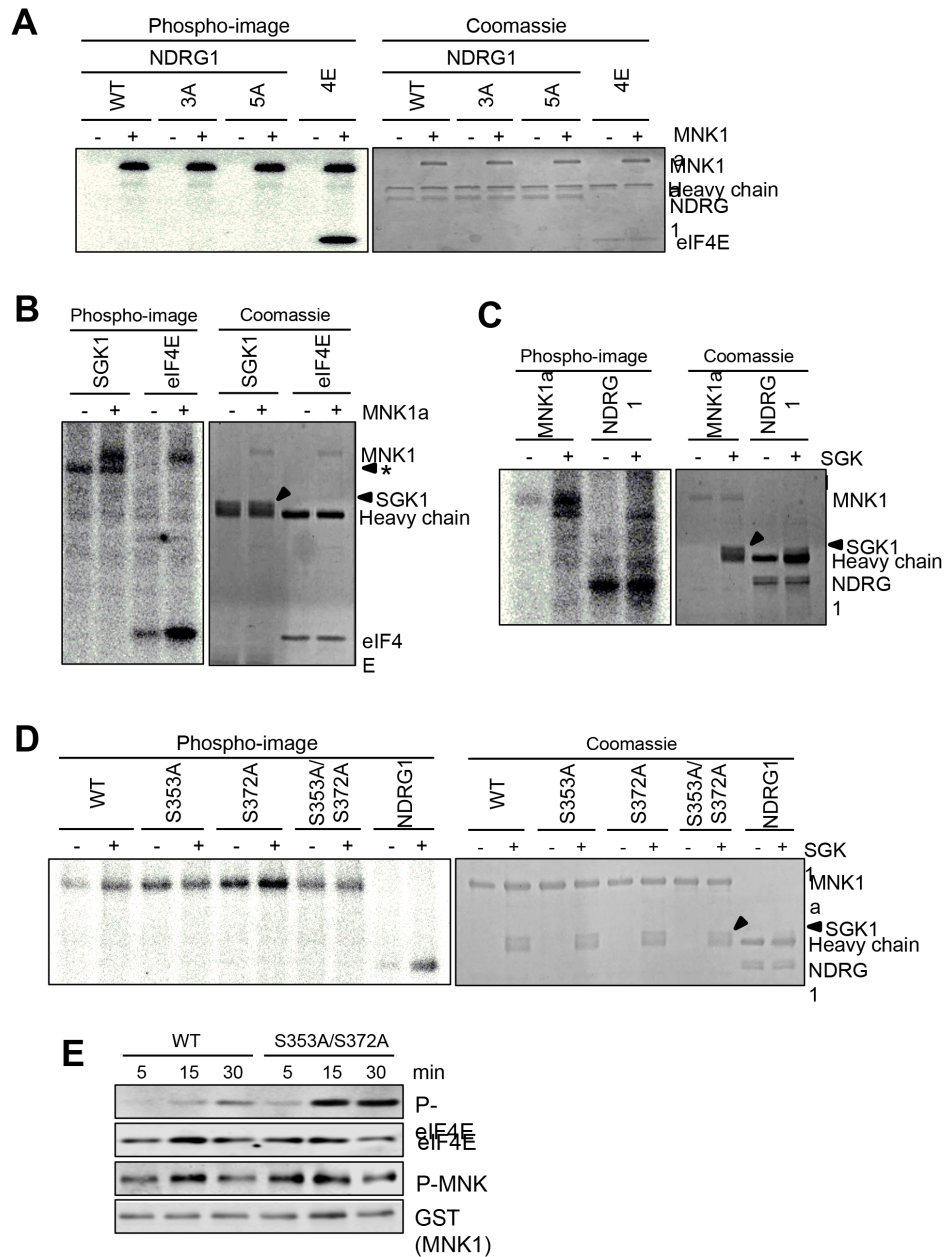 A
Phospho-image Coomassie
NDRG1 NDRG1
WT 3A 5A 4E WT 3A 5A 4E
- + - + - + - + - + - + - + - + MNK1
a
MNK1
a
Heavy chain
NDRG
1
eIF4E
B
Phospho-image Coomassie
SGK1 eIF4E SGK1 eIF4E
- + - + - + - + MNK1a
MNK1
*
SGK1
Heavy chain
eIF4
E
C
Phospho-image Coomassie
MNK1a NDRG
1 MNK1a NDRG
1
- + - + - + - + SGK
MNK1
SGK1
Heavy chain
NDRG
1
D
Phospho-image Coomassie
WT S353A S372A S353A/
S372A NDRG1 WT S353A S372A S353A/
S372A NDRG1
- + - + - + - + - + - + - + - + - + - + SGK
1
MNK1
a
SGK1
Heavy chain
NDRG
1
E
WT S353A/S372A
5 15 30 5 15 30 min
P-
eIF4E
eIF4E
P-MNK
GST
(MNK1)